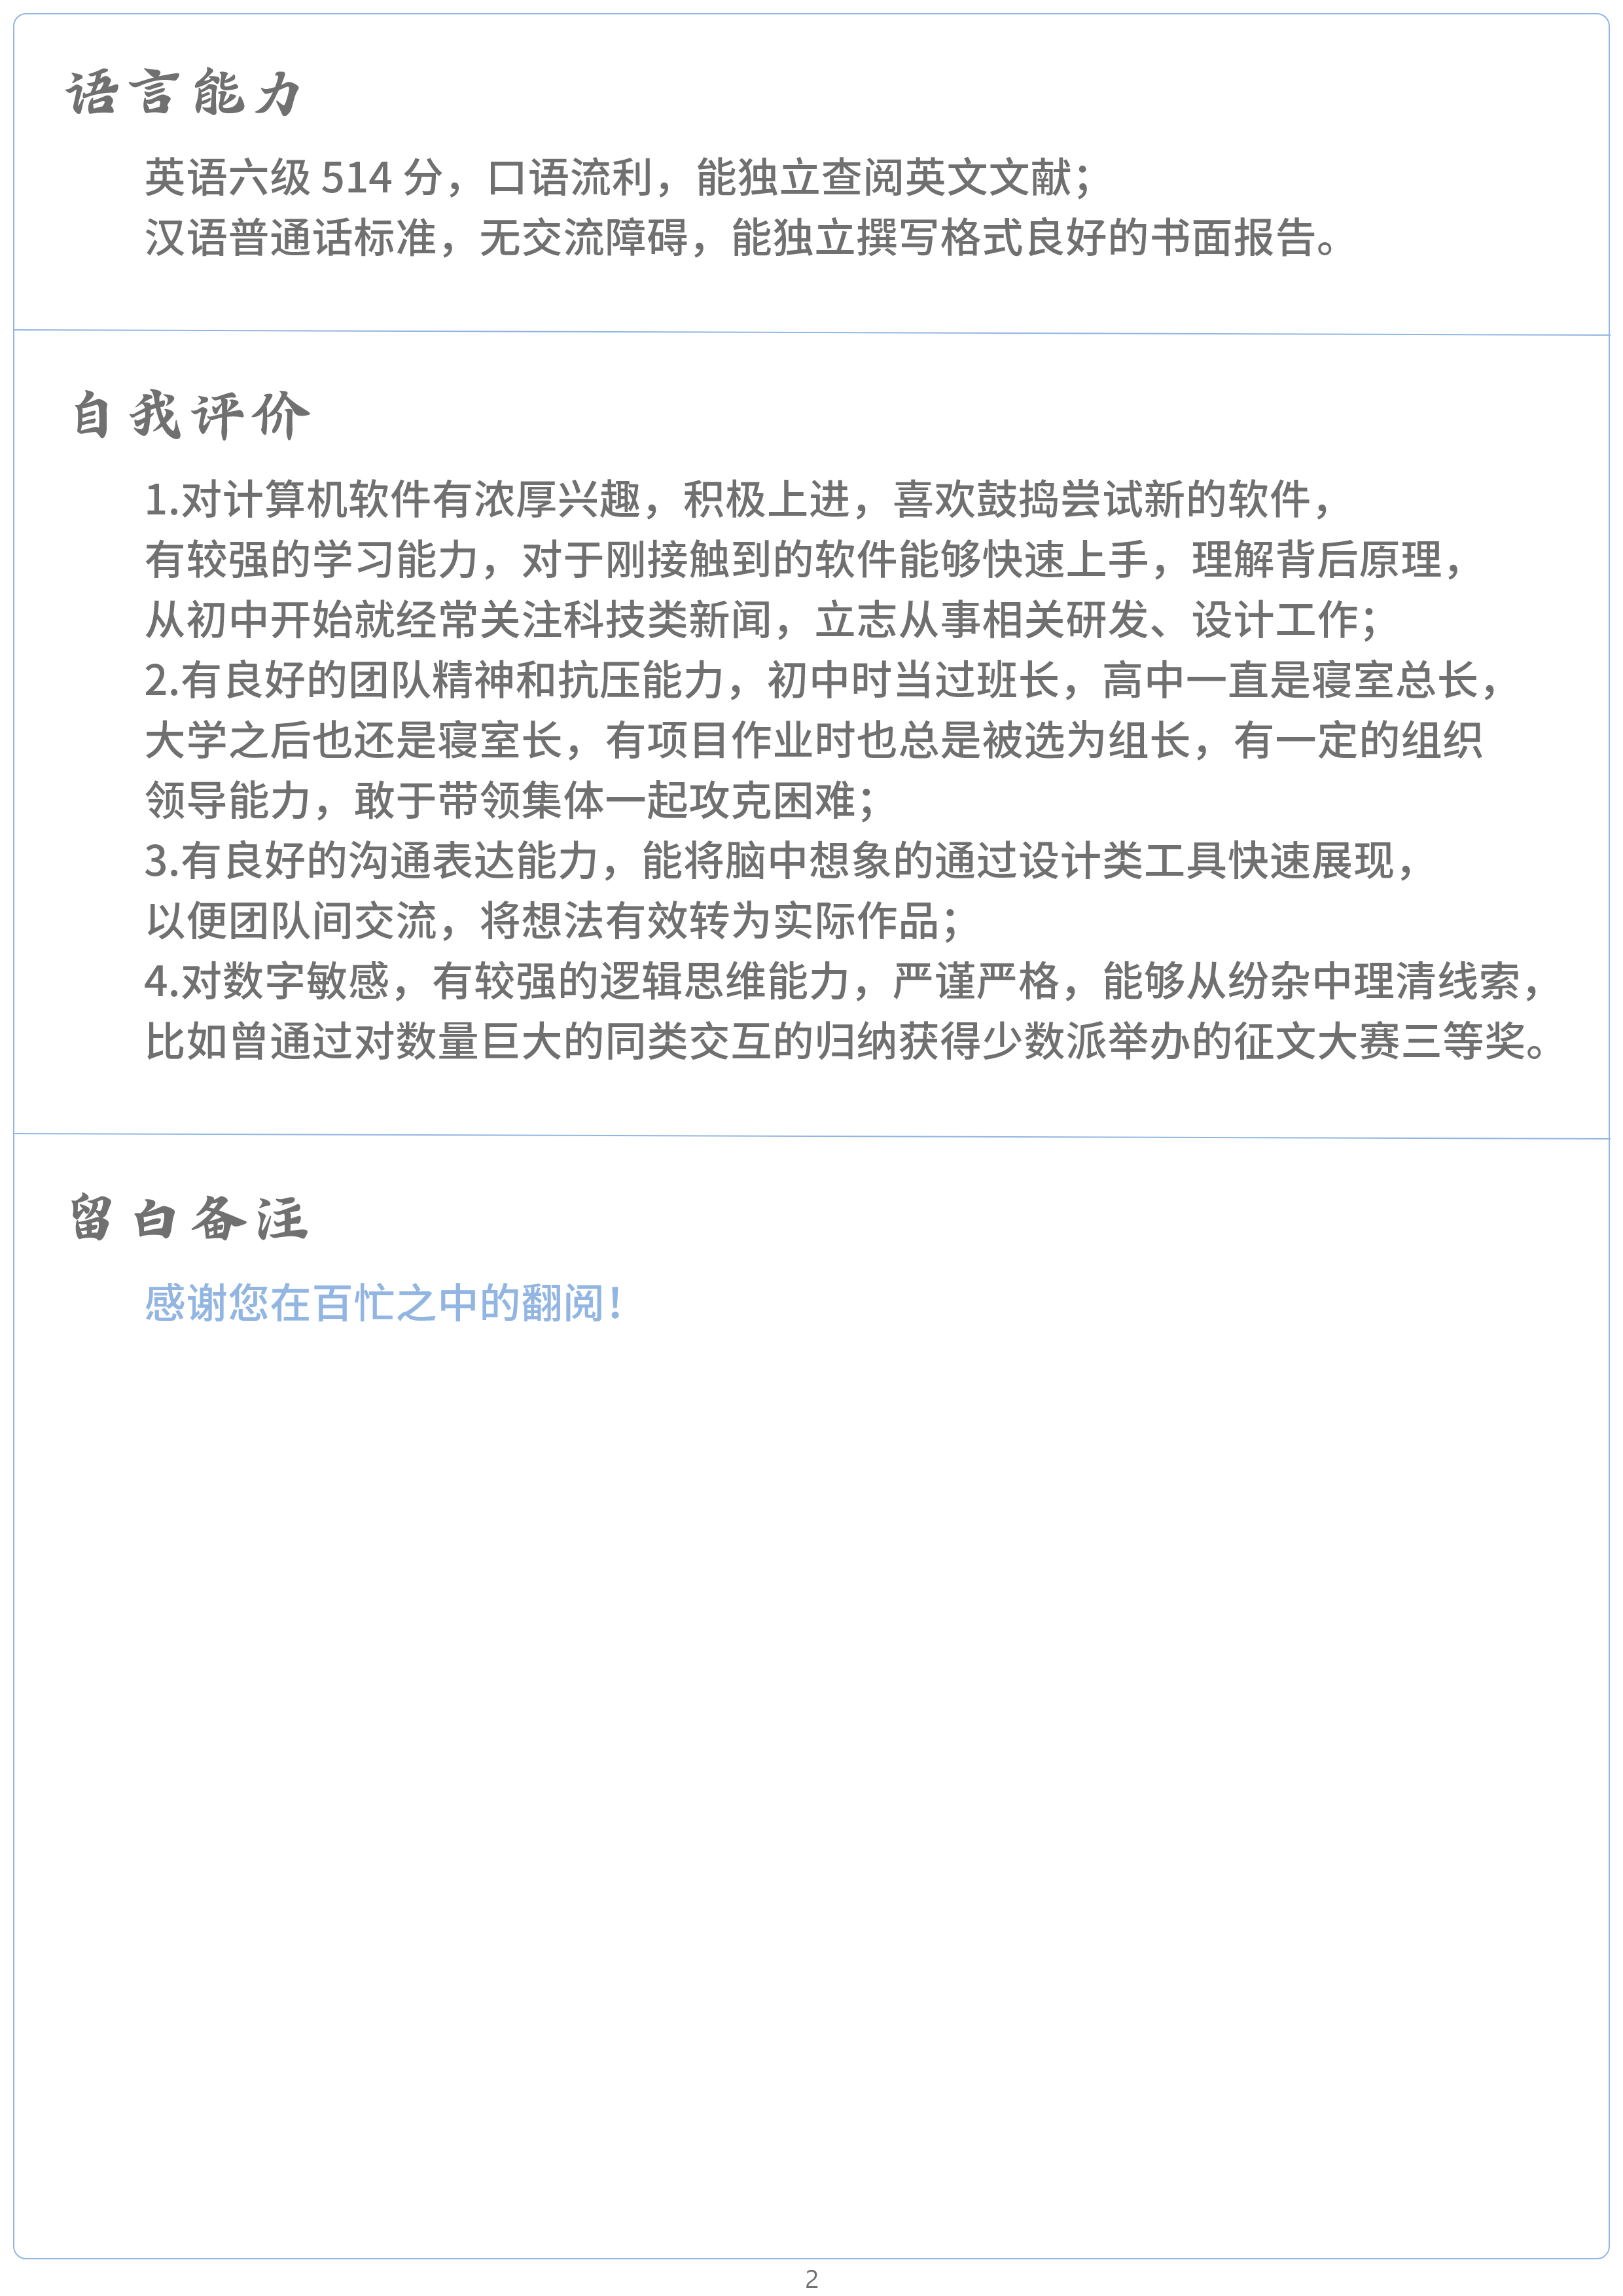 语言能力
英语六级 514 分，口语流利，能独立查阅英文文献；
汉语普通话标准，无交流障碍，能独立撰写格式良好的书面报告。
自我评价
1.对计算机软件有浓厚兴趣，积极上进，喜欢鼓捣尝试新的软件，
有较强的学习能力，对于刚接触到的软件能够快速上手，理解背后原理，
从初中开始就经常关注科技类新闻，立志从事相关研发、设计工作；
2.有良好的团队精神和抗压能力，初中时当过班长，高中一直是寝室总长，
大学之后也还是寝室长，有项目作业时也总是被选为组长，有一定的组织
领导能力，敢于带领集体一起攻克困难；
3.有良好的沟通表达能力，能将脑中想象的通过设计类工具快速展现，
以便团队间交流，将想法有效转为实际作品；
4.对数字敏感，有较强的逻辑思维能力，严谨严格，能够从纷杂中理清线索，
比如曾通过对数量巨大的同类交互的归纳获得少数派举办的征文大赛三等奖。
留白备注
感谢您在百忙之中的翻阅！
2